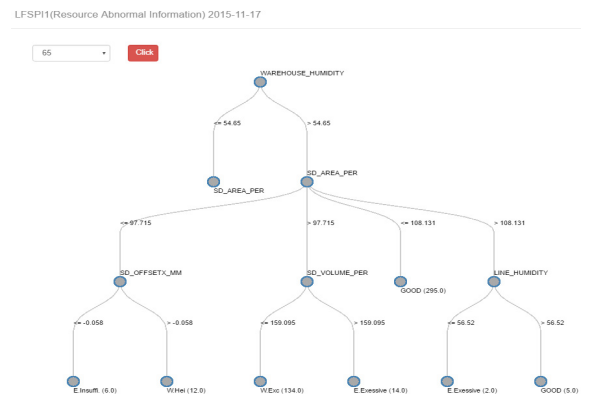 LFSPI1(Resource Abnormal Information) 2015-11-17
65
Click
WAREHOUSE_HUMIDITY
<= 54.65
> 54.65
SD_AREA_PER
SD_AREA_PER
<= 97.715
> 97.715
<= 108.131
> 108.131
SD_OFFSETX_MM
SD_VOLUME_PER
GOOD (295.0)
LINE_HUMIDITY
<= -0.058
> -0.058
<= 159.095
> 159.095
<= 56.52
> 56.52
E.Insuffi. (6.0)
W.Hei (12.0)
W.Exc (134.0)
E.Exessive (14.0)
E.Exessive (2.0)
GOOD (5.0)